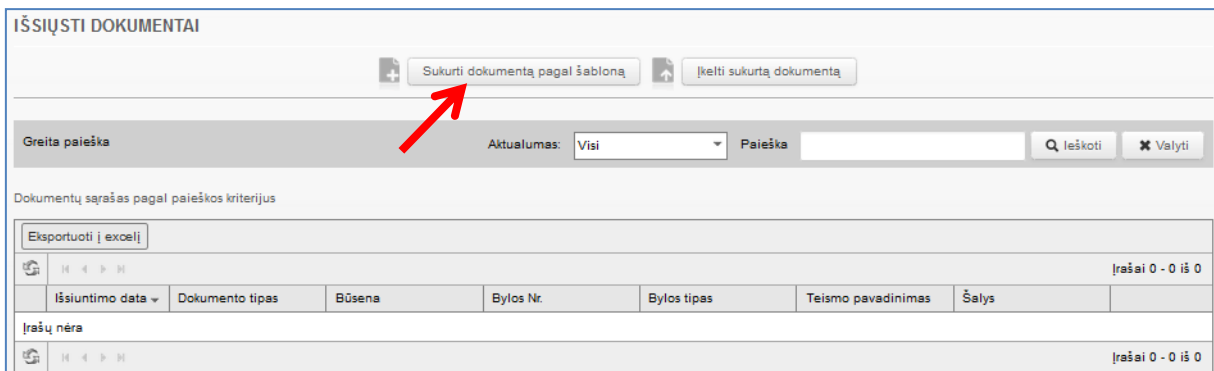 IŠSIŲSTI DOKUMENTAI
Sukurti dokumentą pagal šabloną Įkelti sukurtą dokumentą
Greita paieška Aktualumas: Visi Paieška Ieškoti Valyti
Dokumentų sąrašas pagal paieškos kriterijus
Eksportuoti į excelį
Įrašai 0 - 0 iš 0
Išsiuntimo data Dokumento tipas Būsena Bylos Nr. Bylos tipas Teismo pavadinimas Šalys
Įrašų nėra
Įrašai 0 - 0 iš 0